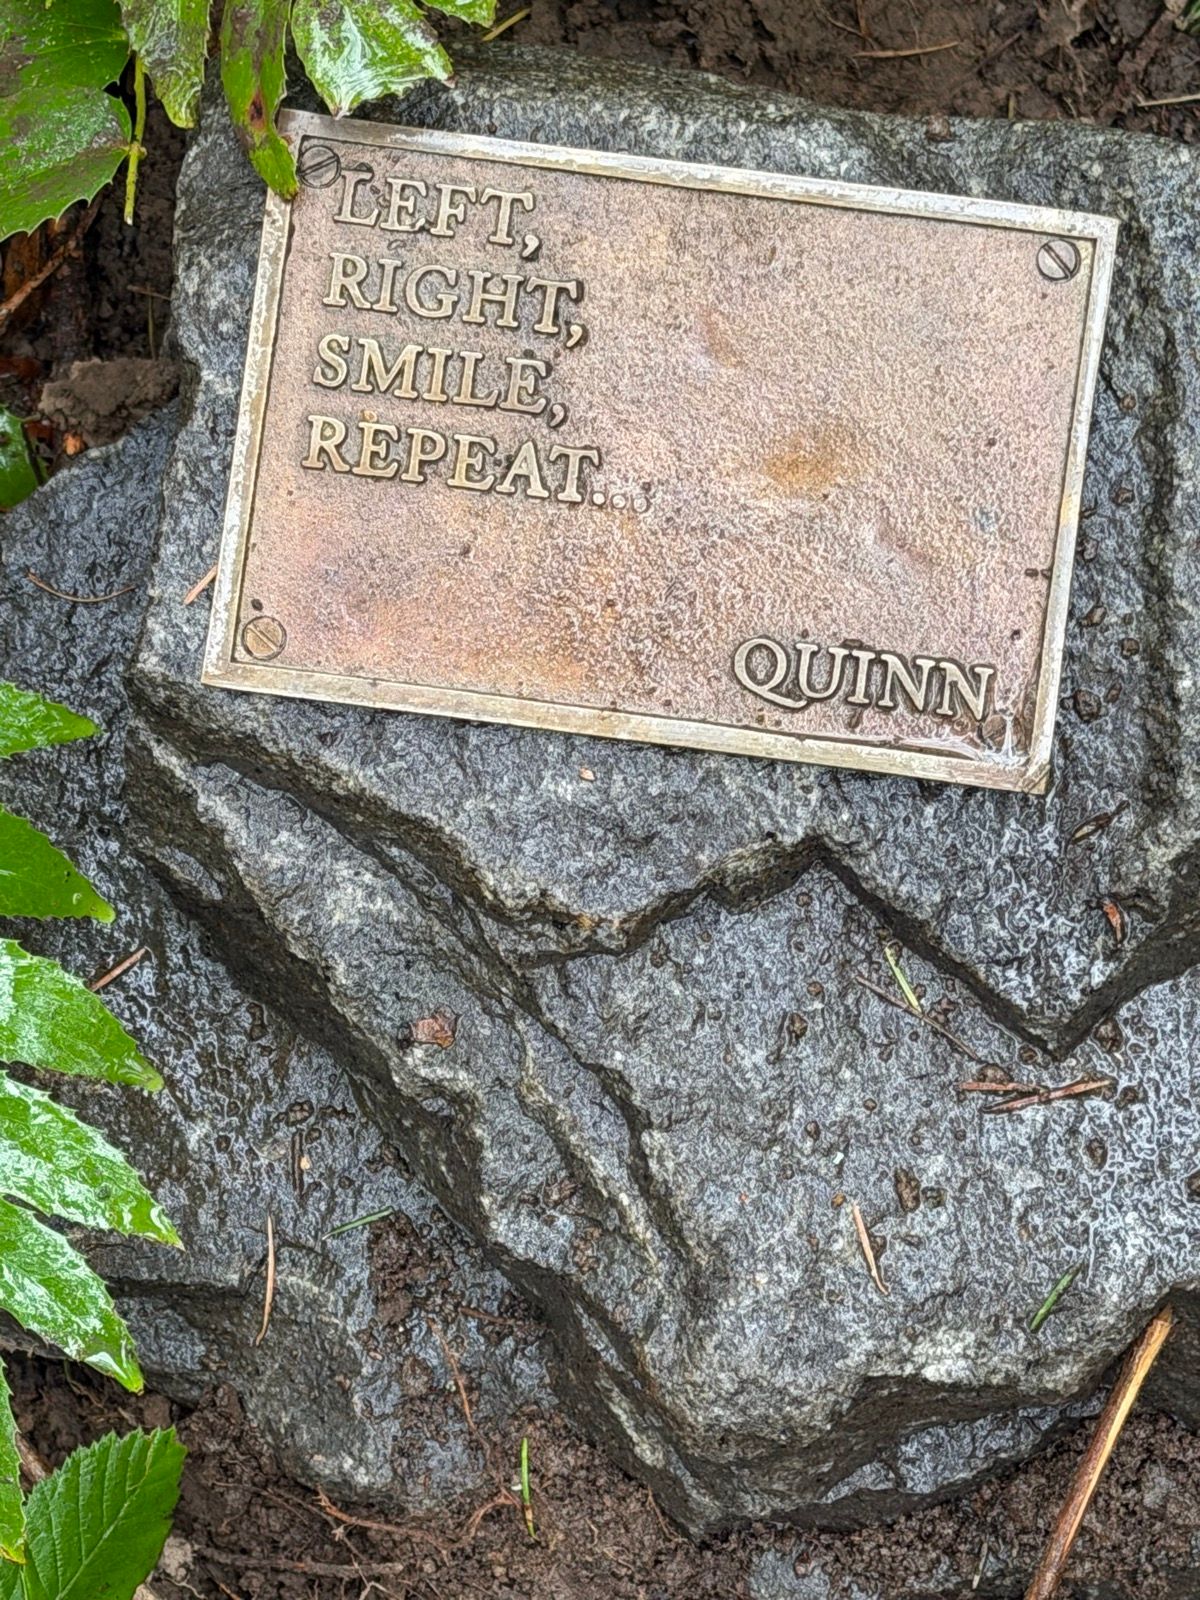 LEFT,
RIGHT,
SMILE,
REPEAT...
QUINN